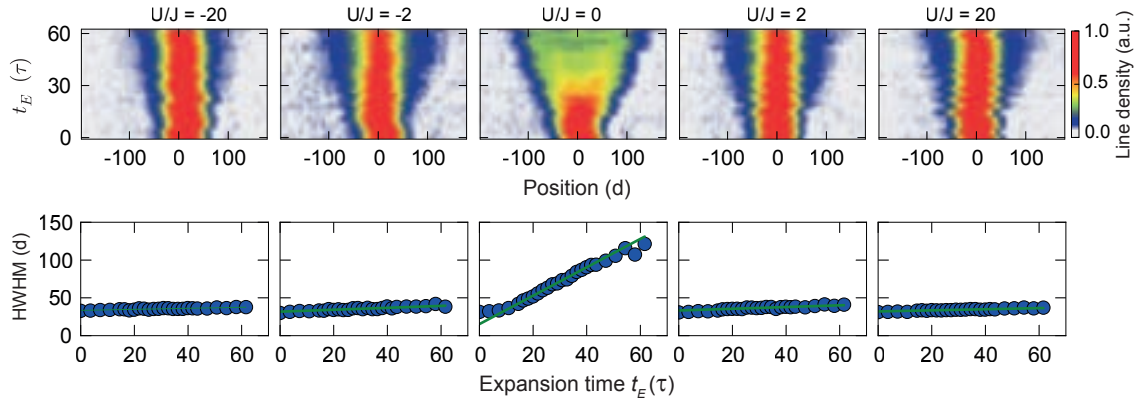 U/J = -20 U/J = -2 U/J = 0 U/J = 2 U/J = 20
t_E (τ)
60
30
0
1.0
0.5
0.0
Line density (a.u.)
-100 0 100 -100 0 100 -100 0 100 -100 0 100 -100 0 100
Position (d)
HWHM (d)
150
100
50
0
0 20 40 60 0 20 40 60 0 20 40 60 0 20 40 60 0 20 40 60
Expansion time t_E(τ)